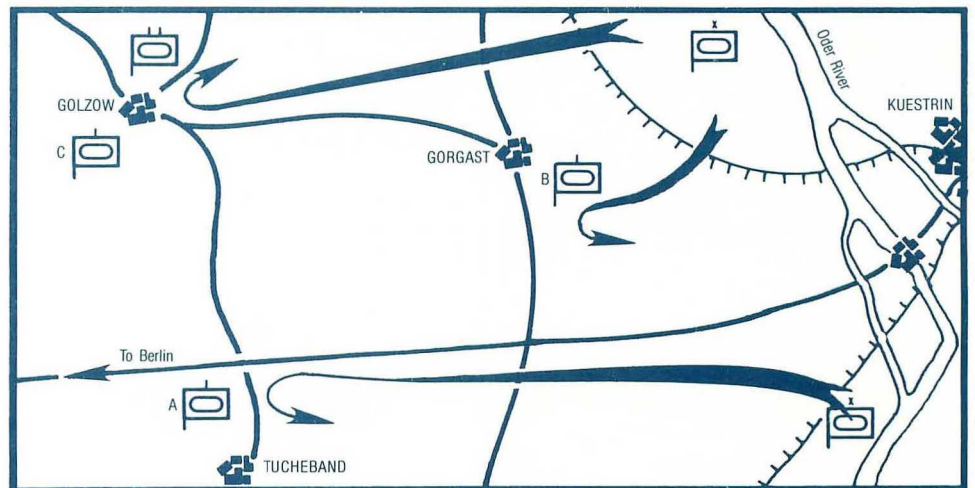 x
Oder River
GOLZOW
KUESTRIN
C
GORGAST
B
To Berlin
A
x
TUCHEBAND